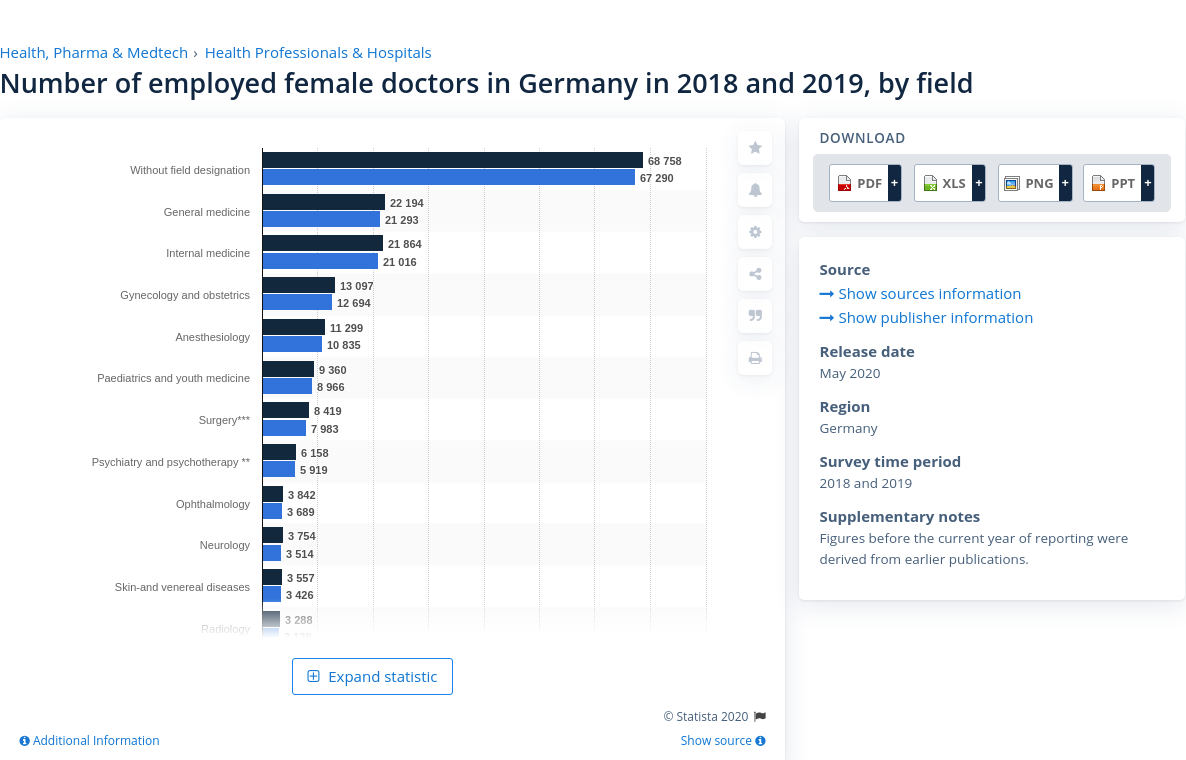 Health, Pharma & Medtech › Health Professionals & Hospitals
Number of employed female doctors in Germany in 2018 and 2019, by field
Without field designation
68 758
67 290
General medicine
22 194
21 293
Internal medicine
21 864
21 016
Gynecology and obstetrics
13 097
12 694
Anesthesiology
11 299
10 835
Paediatrics and youth medicine
9 360
8 966
Surgery***
8 419
7 983
Psychiatry and psychotherapy **
6 158
5 919
Ophthalmology
3 842
3 689
Neurology
3 754
3 514
Skin-and venereal diseases
3 557
3 426
Radiology
3 288
Expand statistic
© Statista 2020
Additional Information
Show source
DOWNLOAD
PDF + XLS + PNG + PPT +
Source
Show sources information
Show publisher information
Release date
May 2020
Region
Germany
Survey time period
2018 and 2019
Supplementary notes
Figures before the current year of reporting were
derived from earlier publications.